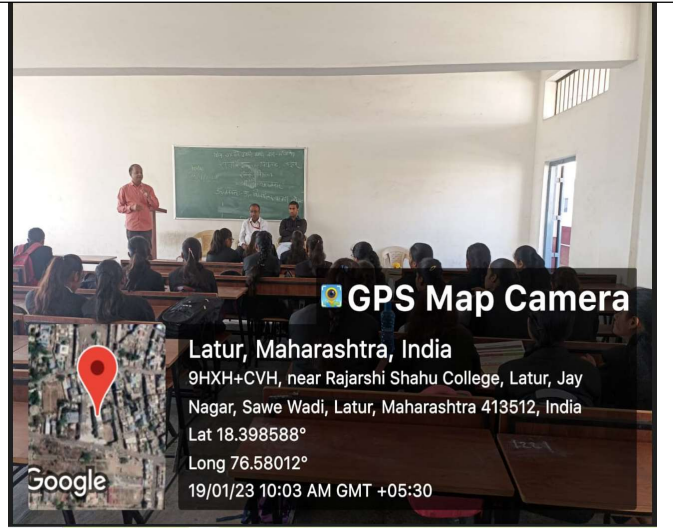 GPS Map Camera
Latur, Maharashtra, India
9HXH+CVH, near Rajarshi Shahu College, Latur, Jay
Nagar, Sawe Wadi, Latur, Maharashtra 413512, India
Lat 18.398588°
Long 76.58012°
19/01/23 10:03 AM GMT +05:30
Google